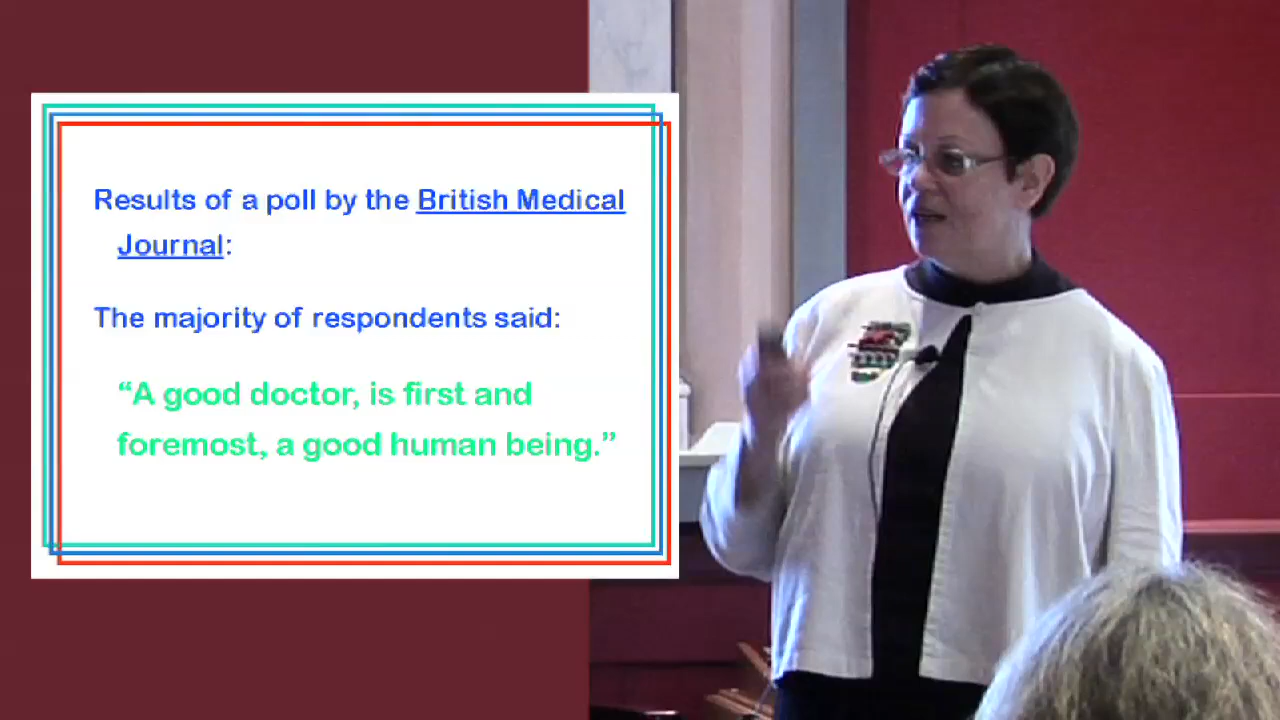 Results of a poll by the British Medical
Journal:
The majority of respondents said:
“A good doctor, is first and
foremost, a good human being.”